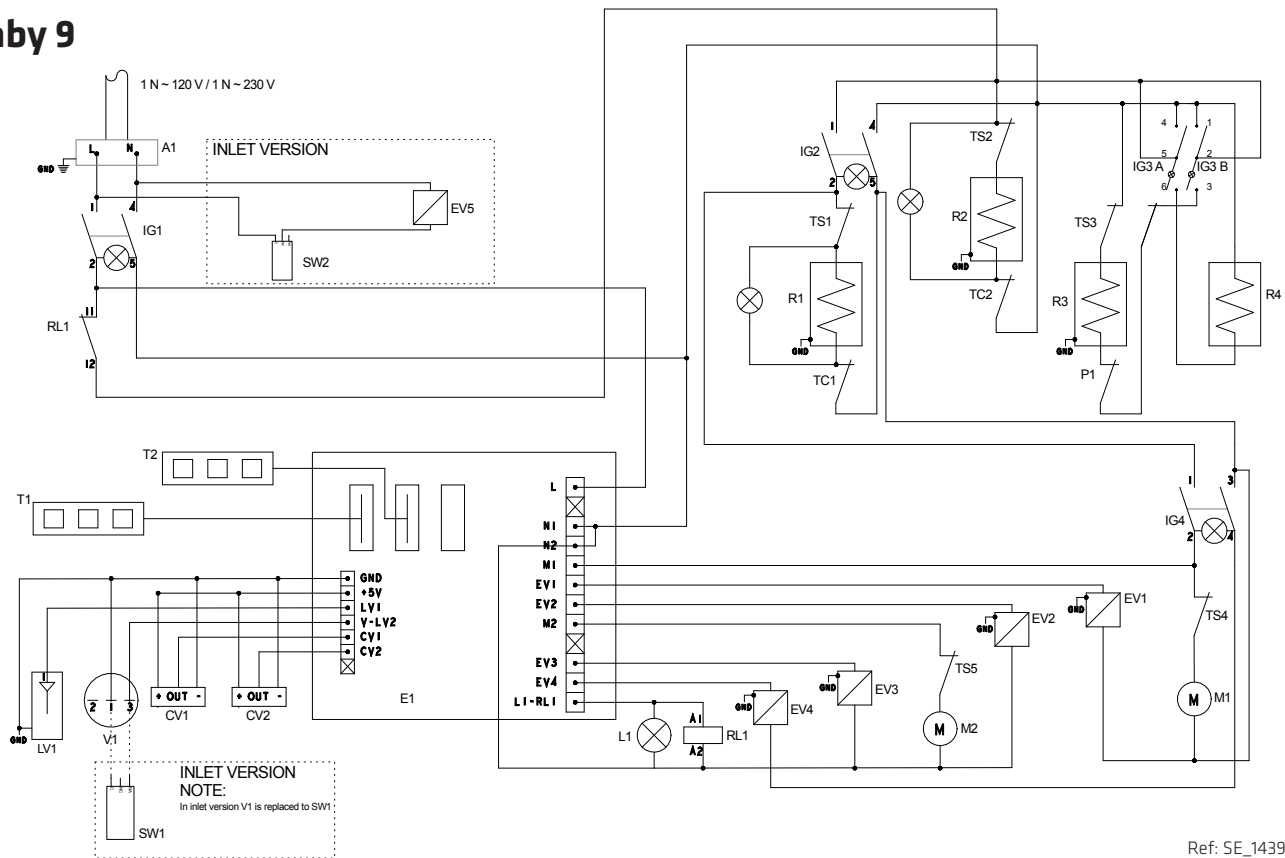 aby 9
1 N ~ 120 V / 1 N ~ 230 V
L N A1
GND
INLET VERSION
EV5
SW2
1 4
IG1
2 5
11
RL1
12
1 4
IG2
2 5
TS1
R1
GND
TC1
TS2
R2
GND
TC2
TS3
R3
GND
P1
4 1
5 2
IG3 A IG3 B
6 3
R4
T2
T1
L
N1
N2
M1
EV1
EV2
M2
EV3
EV4
L1-RL1
GND
+5V
LV1
V-LV2
CV1
CV2
E1
1
GND
LV1
2 1 3
V1
+ OUT -
CV1
+ OUT -
CV2
INLET VERSION
NOTE:
In inlet version V1 is replaced to SW1
SW1
L1
A1
RL1
A2
GND
EV4
GND
EV3
TS5
M
M2
GND
EV2
GND
EV1
1 3
IG4
2 4
TS4
M
M1
Ref: SE_1439